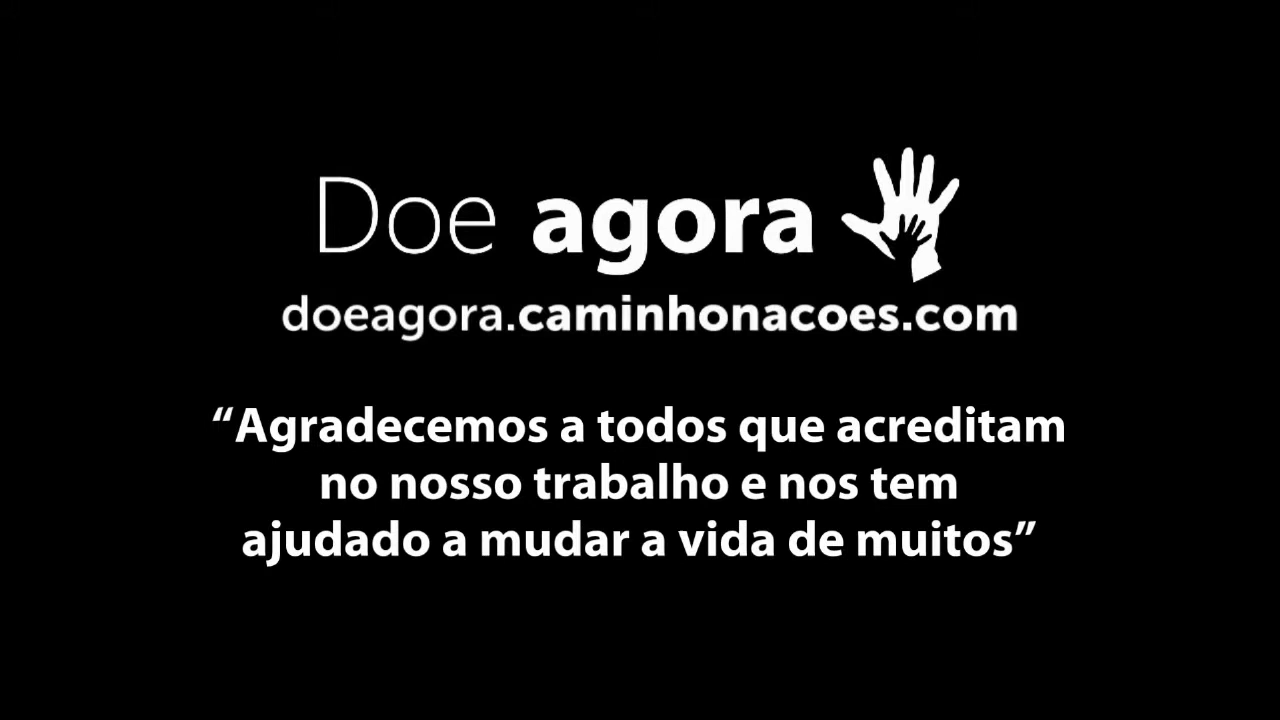 Doe agora
doeagora.caminhonacoes.com
“Agradecemos a todos que acreditam
no nosso trabalho e nos tem
ajudado a mudar a vida de muitos”